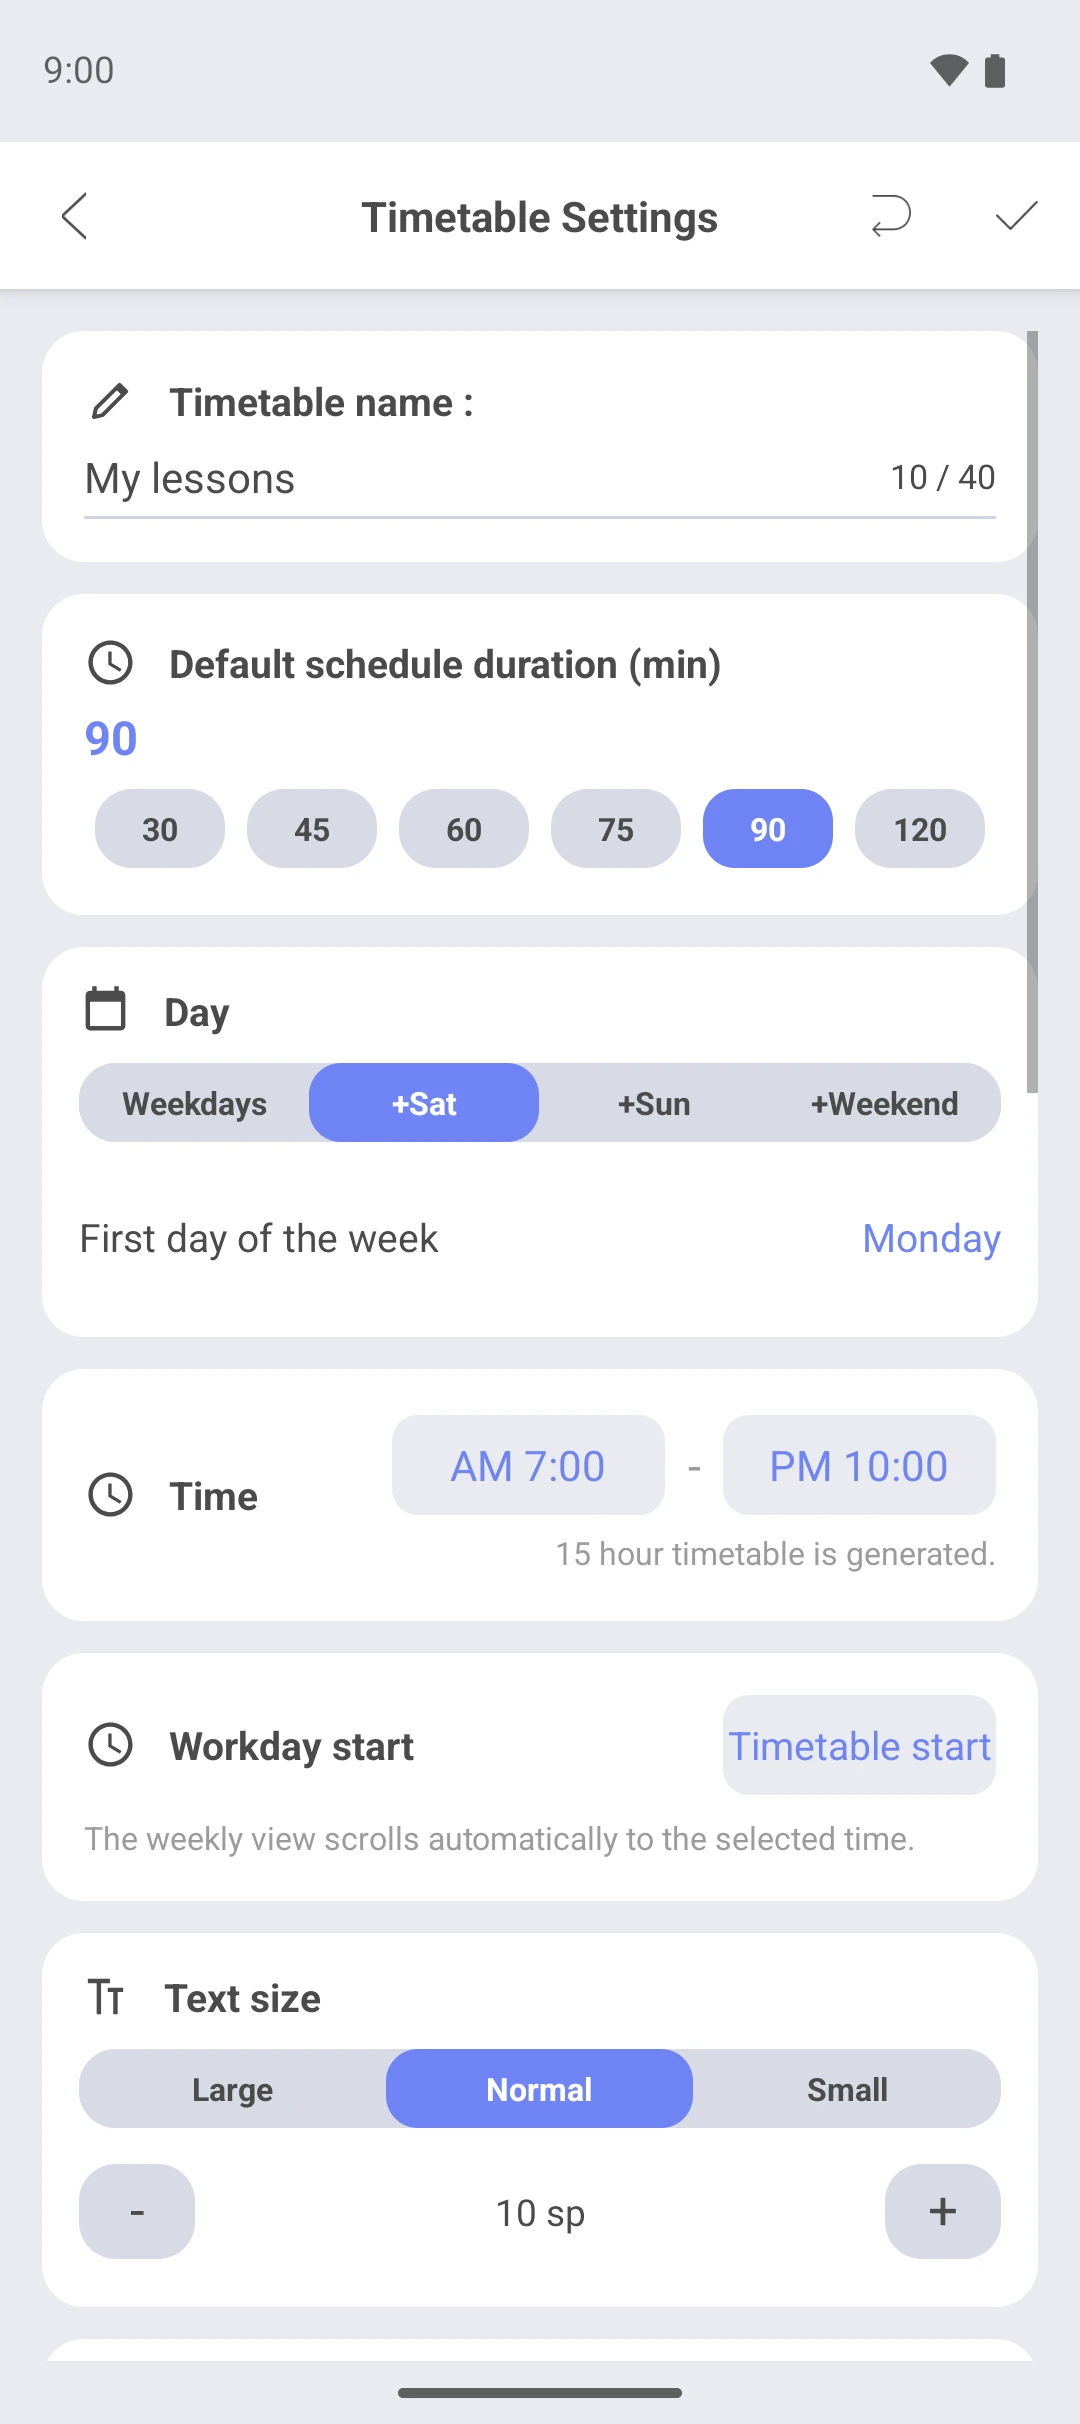 9:00
Timetable Settings
Timetable name :
My lessons 10 / 40
Default schedule duration (min)
90
30 45 60 75 90 120
Day
Weekdays +Sat +Sun +Weekend
First day of the week Monday
Time AM 7:00 - PM 10:00
15 hour timetable is generated.
Workday start Timetable start
The weekly view scrolls automatically to the selected time.
Text size
Large Normal Small
- 10 sp +